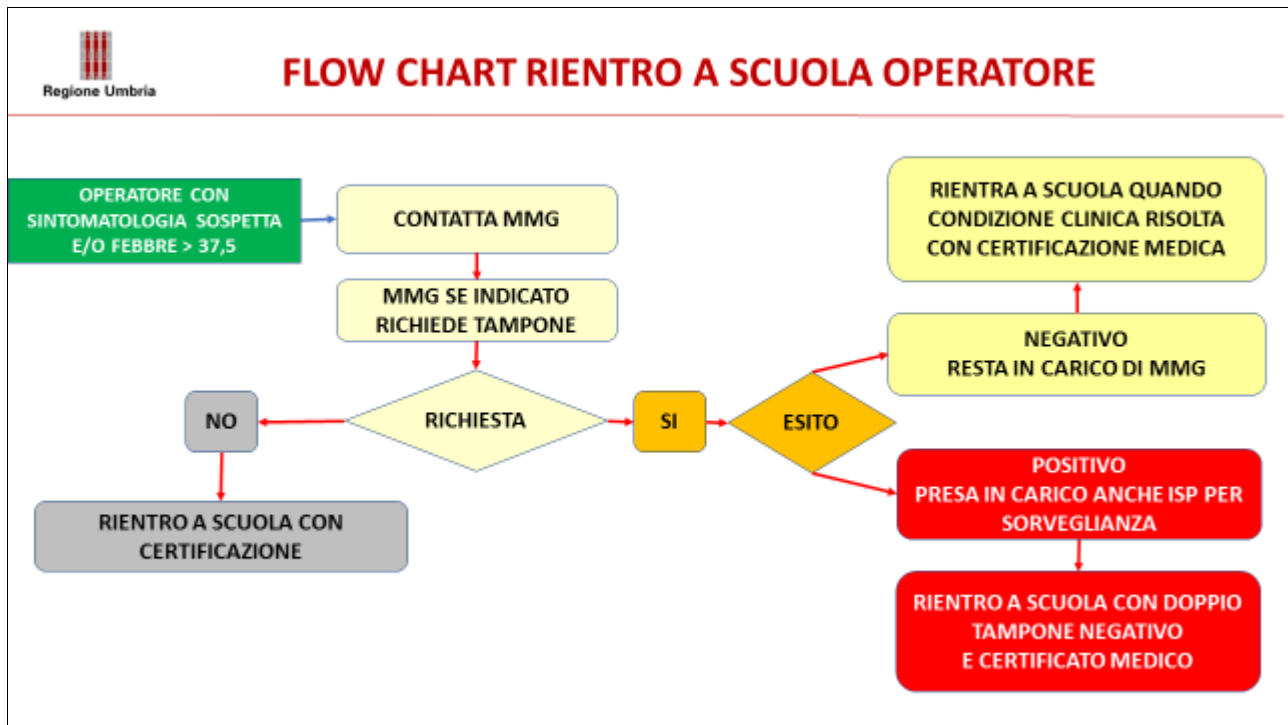 Regione Umbria
FLOW CHART RIENTRO A SCUOLA OPERATORE
OPERATORE CON
SINTOMATOLOGIA SOSPETTA
E/O FEBBRE > 37,5
CONTATTA MMG
MMG SE INDICATO
RICHIEDE TAMPONE
RICHIESTA
NO
RIENTRO A SCUOLA CON
CERTIFICAZIONE
SI
ESITO
RIENTRA A SCUOLA QUANDO
CONDIZIONE CLINICA RISOLTA
CON CERTIFICAZIONE MEDICA
NEGATIVO
RESTA IN CARICO DI MMG
POSITIVO
PRESA IN CARICO ANCHE ISP PER
SORVEGLIANZA
RIENTRO A SCUOLA CON DOPPIO
TAMPONE NEGATIVO
E CERTIFICATO MEDICO